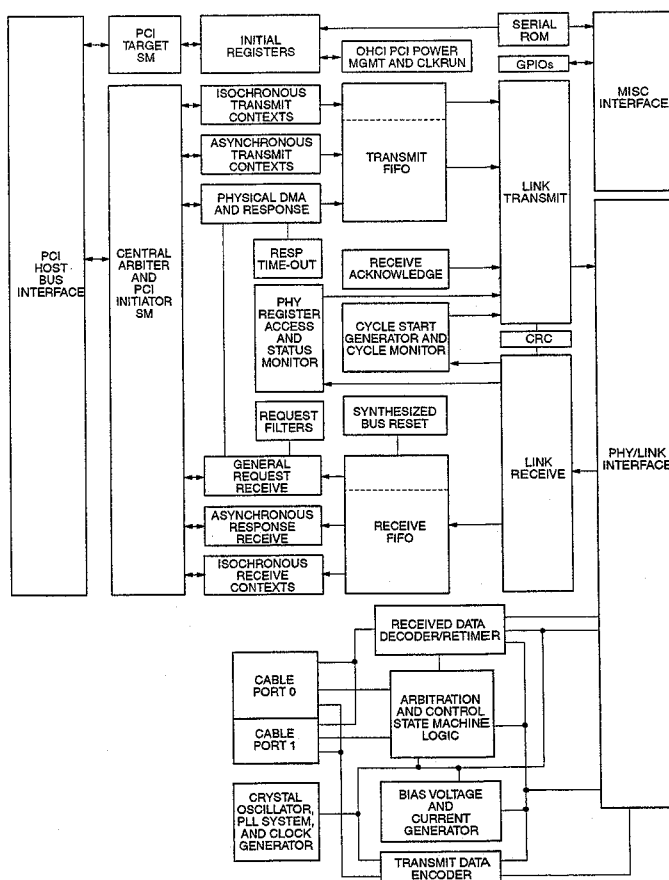 PCI
TARGET
SM
INITIAL
REGISTERS
SERIAL
ROM
OHCI PCI POWER
MGMT AND CLKRUN
GPIOs
MISC
INTERFACE
ISOCHRONOUS
TRANSMIT
CONTEXTS
ASYNCHRONOUS
TRANSMIT
CONTEXTS
TRANSMIT
FIFO
LINK
TRANSMIT
PHYSICAL DMA
AND RESPONSE
PCI
HOST
BUS
INTERFACE
CENTRAL
ARBITER
AND
PCI
INITIATOR
SM
RESP
TIME-OUT
RECEIVE
ACKNOWLEDGE
PHY
REGISTER
ACCESS
AND
STATUS
MONITOR
CYCLE START
GENERATOR AND
CYCLE MONITOR
CRC
REQUEST
FILTERS
SYNTHESIZED
BUS RESET
PHY/LINK
INTERFACE
GENERAL
REQUEST
RECEIVE
LINK
RECEIVE
ASYNCHRONOUS
RESPONSE
RECEIVE
RECEIVE
FIFO
ISOCHRONOUS
RECEIVE
CONTEXTS
RECEIVED DATA
DECODER/RETIMER
CABLE
PORT 0
ARBITRATION
AND CONTROL
STATE MACHINE
LOGIC
CABLE
PORT 1
CRYSTAL
OSCILLATOR,
PLL SYSTEM,
AND CLOCK
GENERATOR
BIAS VOLTAGE
AND
CURRENT
GENERATOR
TRANSMIT DATA
ENCODER